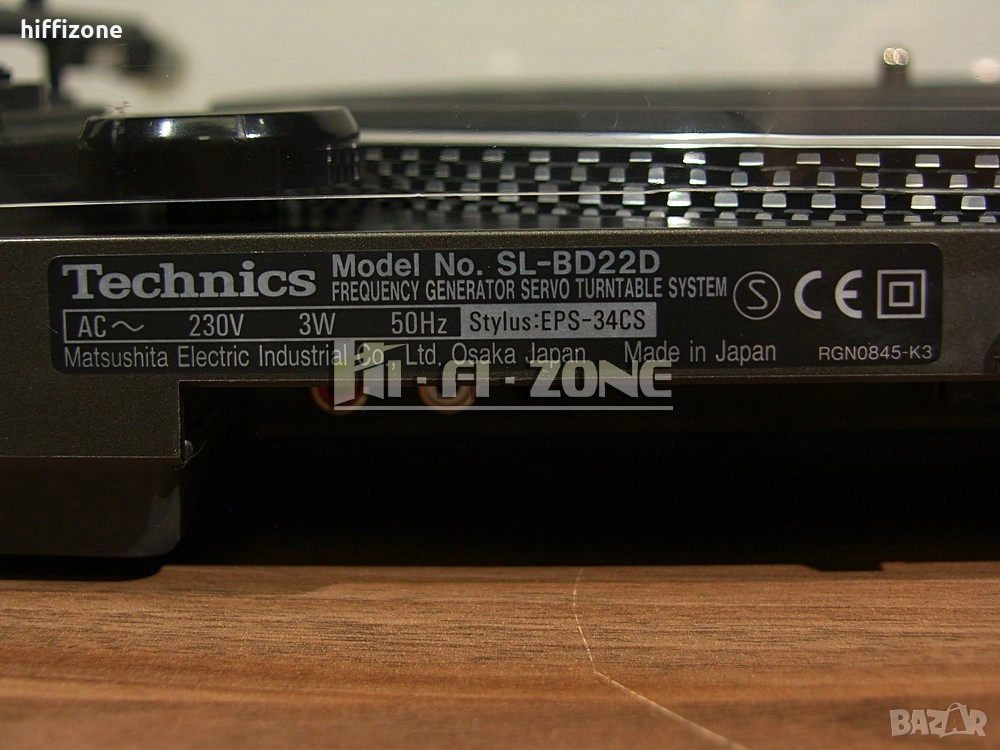 hiffizone
Technics Model No. SL-BD22D
FREQUENCY GENERATOR SERVO TURNTABLE SYSTEM
S CE
AC～ 230V 3W 50Hz Stylus:EPS-34CS
Matsushita Electric Industrial Co., Ltd. Osaka Japan Made in Japan RGN0845-K3
Hi-Fi-ZONE
BAZAR